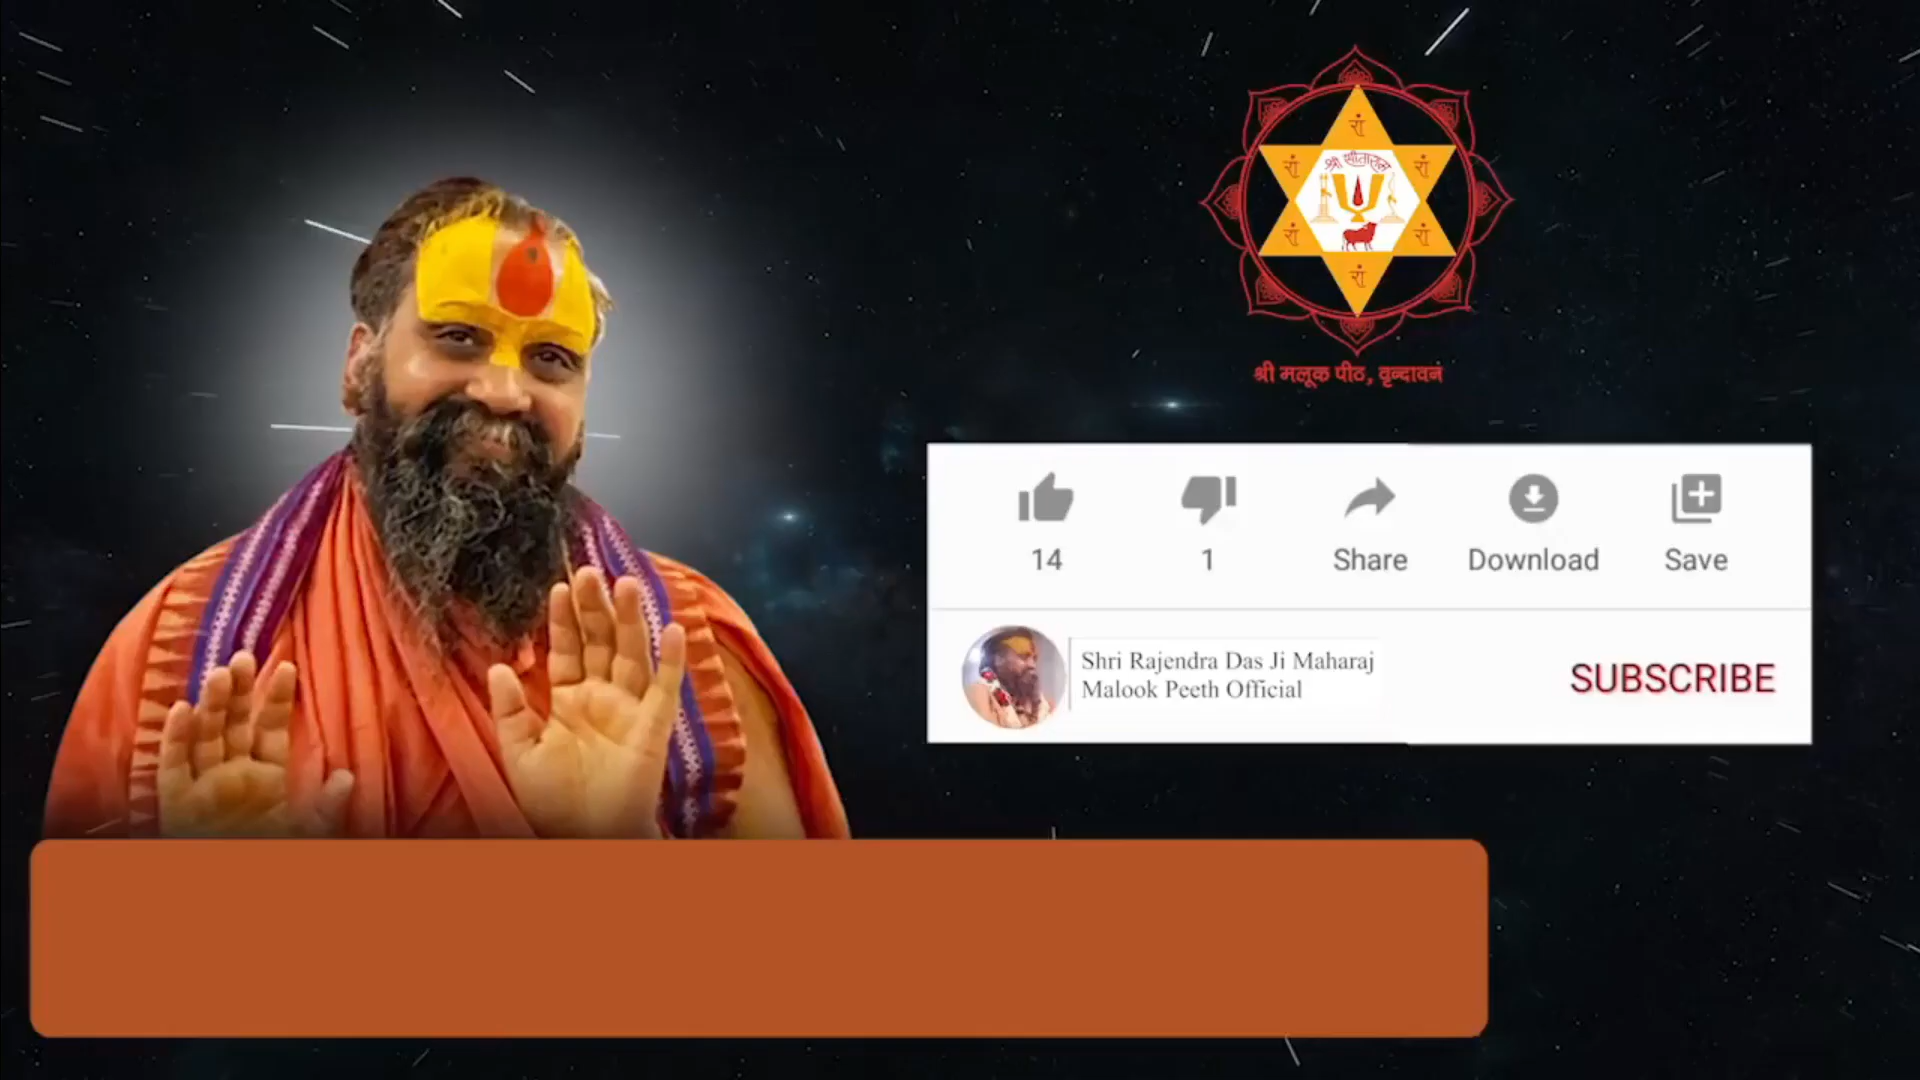 रां
रां
श्री सीताराम
रां
रां
रां
रां
श्री मलूक पीठ, वृन्दावनं
14
1
Share
Download
Save
Shri Rajendra Das Ji Maharaj
Malook Peeth Official
SUBSCRIBE